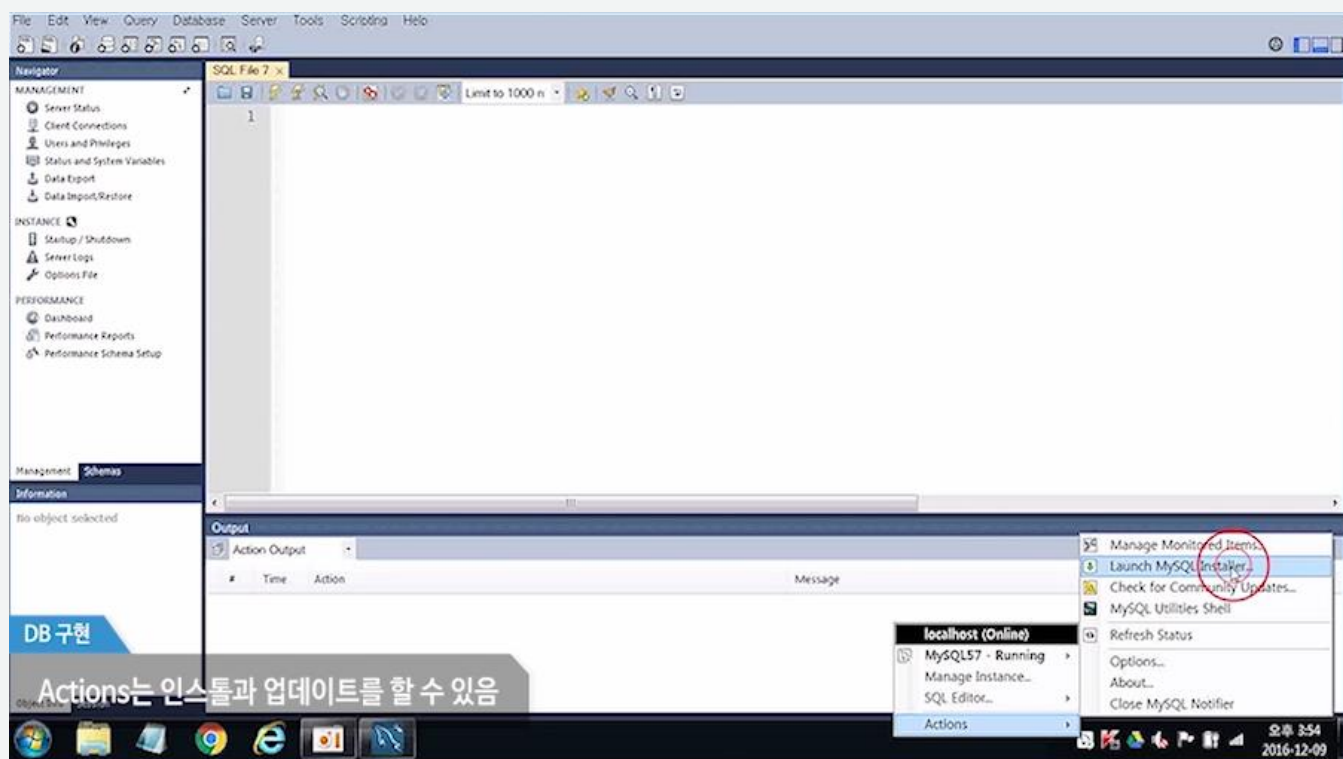 File Edit View Query Database Server Tools Scripting Help
Navigator
SQL File 7 ×
MANAGEMENT
Server Status
Client Connections
Users and Privileges
Status and System Variables
Data Export
Data Import/Restore
INSTANCE
Startup / Shutdown
Server Logs
Options File
PERFORMANCE
Dashboard
Performance Reports
Performance Schema Setup
Limit to 1000 r
1
Management Schemas
Information
No object selected
Output
Action Output
# Time Action Message
Manage Monitored Items...
Launch MySQL Installer...
Check for Community Updates...
MySQL Utilities Shell
Refresh Status
Options...
About...
Close MySQL Notifier
localhost (Online)
MySQL57 - Running
Manage Instance...
SQL Editor...
Actions
DB 구현
Actions는 인스톨과 업데이트를 할 수 있음
오후 3:54
2016-12-09